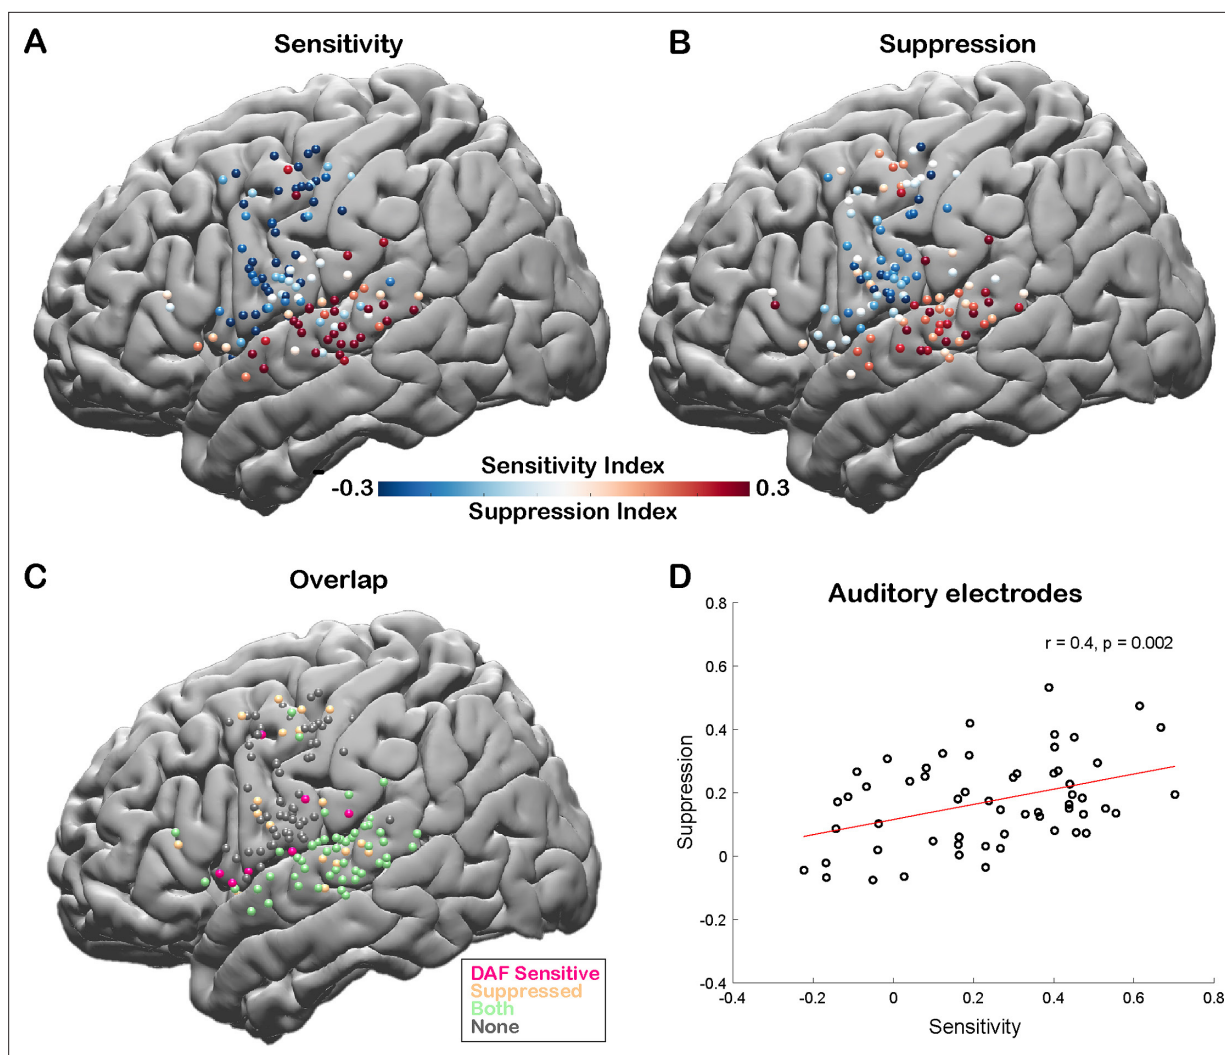 A
Sensitivity
B
Suppression
Sensitivity Index
-0.3
0.3
Suppression Index
C
Overlap
DAF Sensitive
Suppressed
Both
None
D
Auditory electrodes
r = 0.4, p = 0.002
0.8
0.6
0.4
0.2
0
-0.2
-0.4
Suppression
-0.4
-0.2
0
0.2
0.4
0.6
0.8
Sensitivity